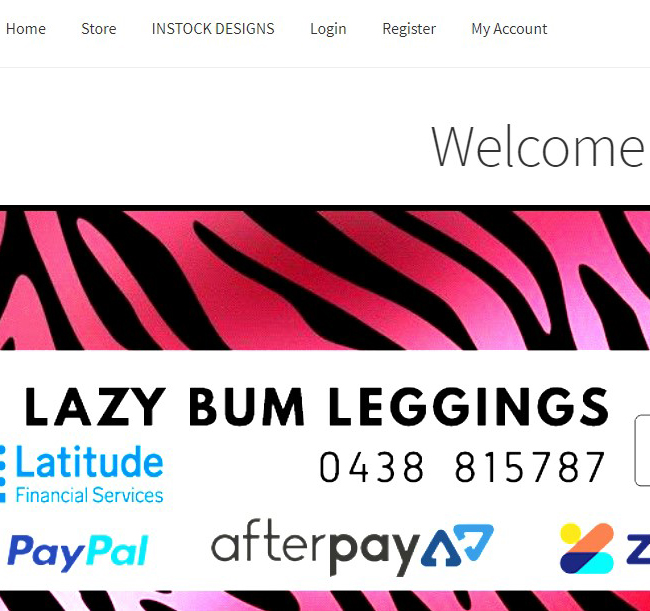 Home Store INSTOCK DESIGNS Login Register My Account
Welcome
LAZY BUM LEGGINGS
Latitude
Financial Services
0438 815787
PayPal afterpay